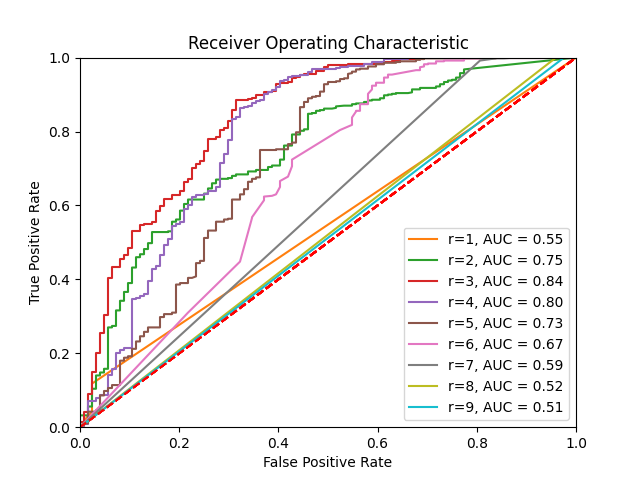 Receiver Operating Characteristic
1.0
0.8
0.6
0.4
0.2
0.0
True Positive Rate
r=1, AUC = 0.55
r=2, AUC = 0.75
r=3, AUC = 0.84
r=4, AUC = 0.80
r=5, AUC = 0.73
r=6, AUC = 0.67
r=7, AUC = 0.59
r=8, AUC = 0.52
r=9, AUC = 0.51
0.0 0.2 0.4 0.6 0.8 1.0
False Positive Rate